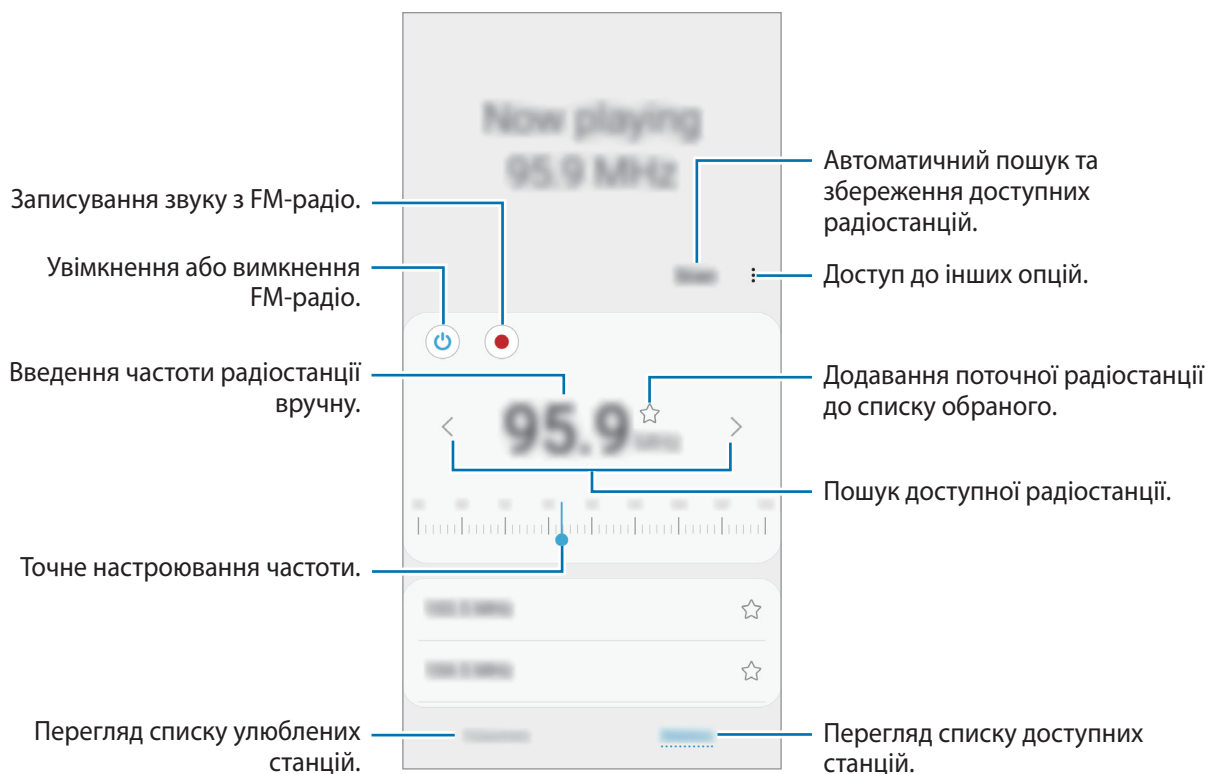 Now playing
95.9 MHz
Записування звуку з FM-радіо.
Увімкнення або вимкнення
FM-радіо.
Введення частоти радіостанції
вручну.
Точне настроювання частоти.
Перегляд списку улюблених
станцій.
Автоматичний пошук та
збереження доступних
радіостанцій.
Scan
Доступ до інших опцій.
95.9
Додавання поточної радіостанції
до списку обраного.
Пошук доступної радіостанції.
Перегляд списку доступних
станцій.